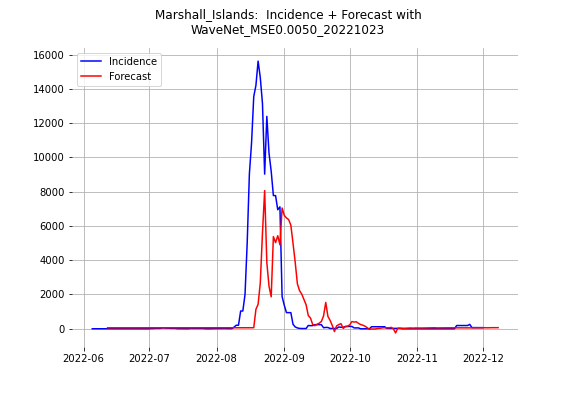 Marshall_Islands:  Incidence + Forecast with
WaveNet_MSE0.0050_20221023
Incidence
Forecast
16000
14000
12000
10000
8000
6000
4000
2000
0
2022-06 2022-07 2022-08 2022-09 2022-10 2022-11 2022-12